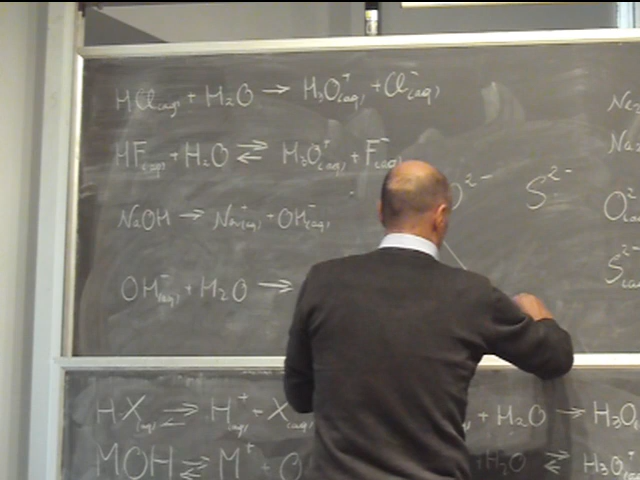 HCl(aq) + H₂O → H₃O⁺(aq) + Cl⁻(aq)
HF(aq) + H₂O ⇌ H₃O⁺(aq) + F⁻(aq)
NaOH → Na⁺(aq) + OH⁻(aq)
OH⁻(aq) + H₂O →
S²⁻
HX(aq) ⇌ H⁺(aq) + X(aq)
MOH ⇌ M⁺ + O
+ H₂O → H₃O
+ H₂O ⇌ H₃O⁺